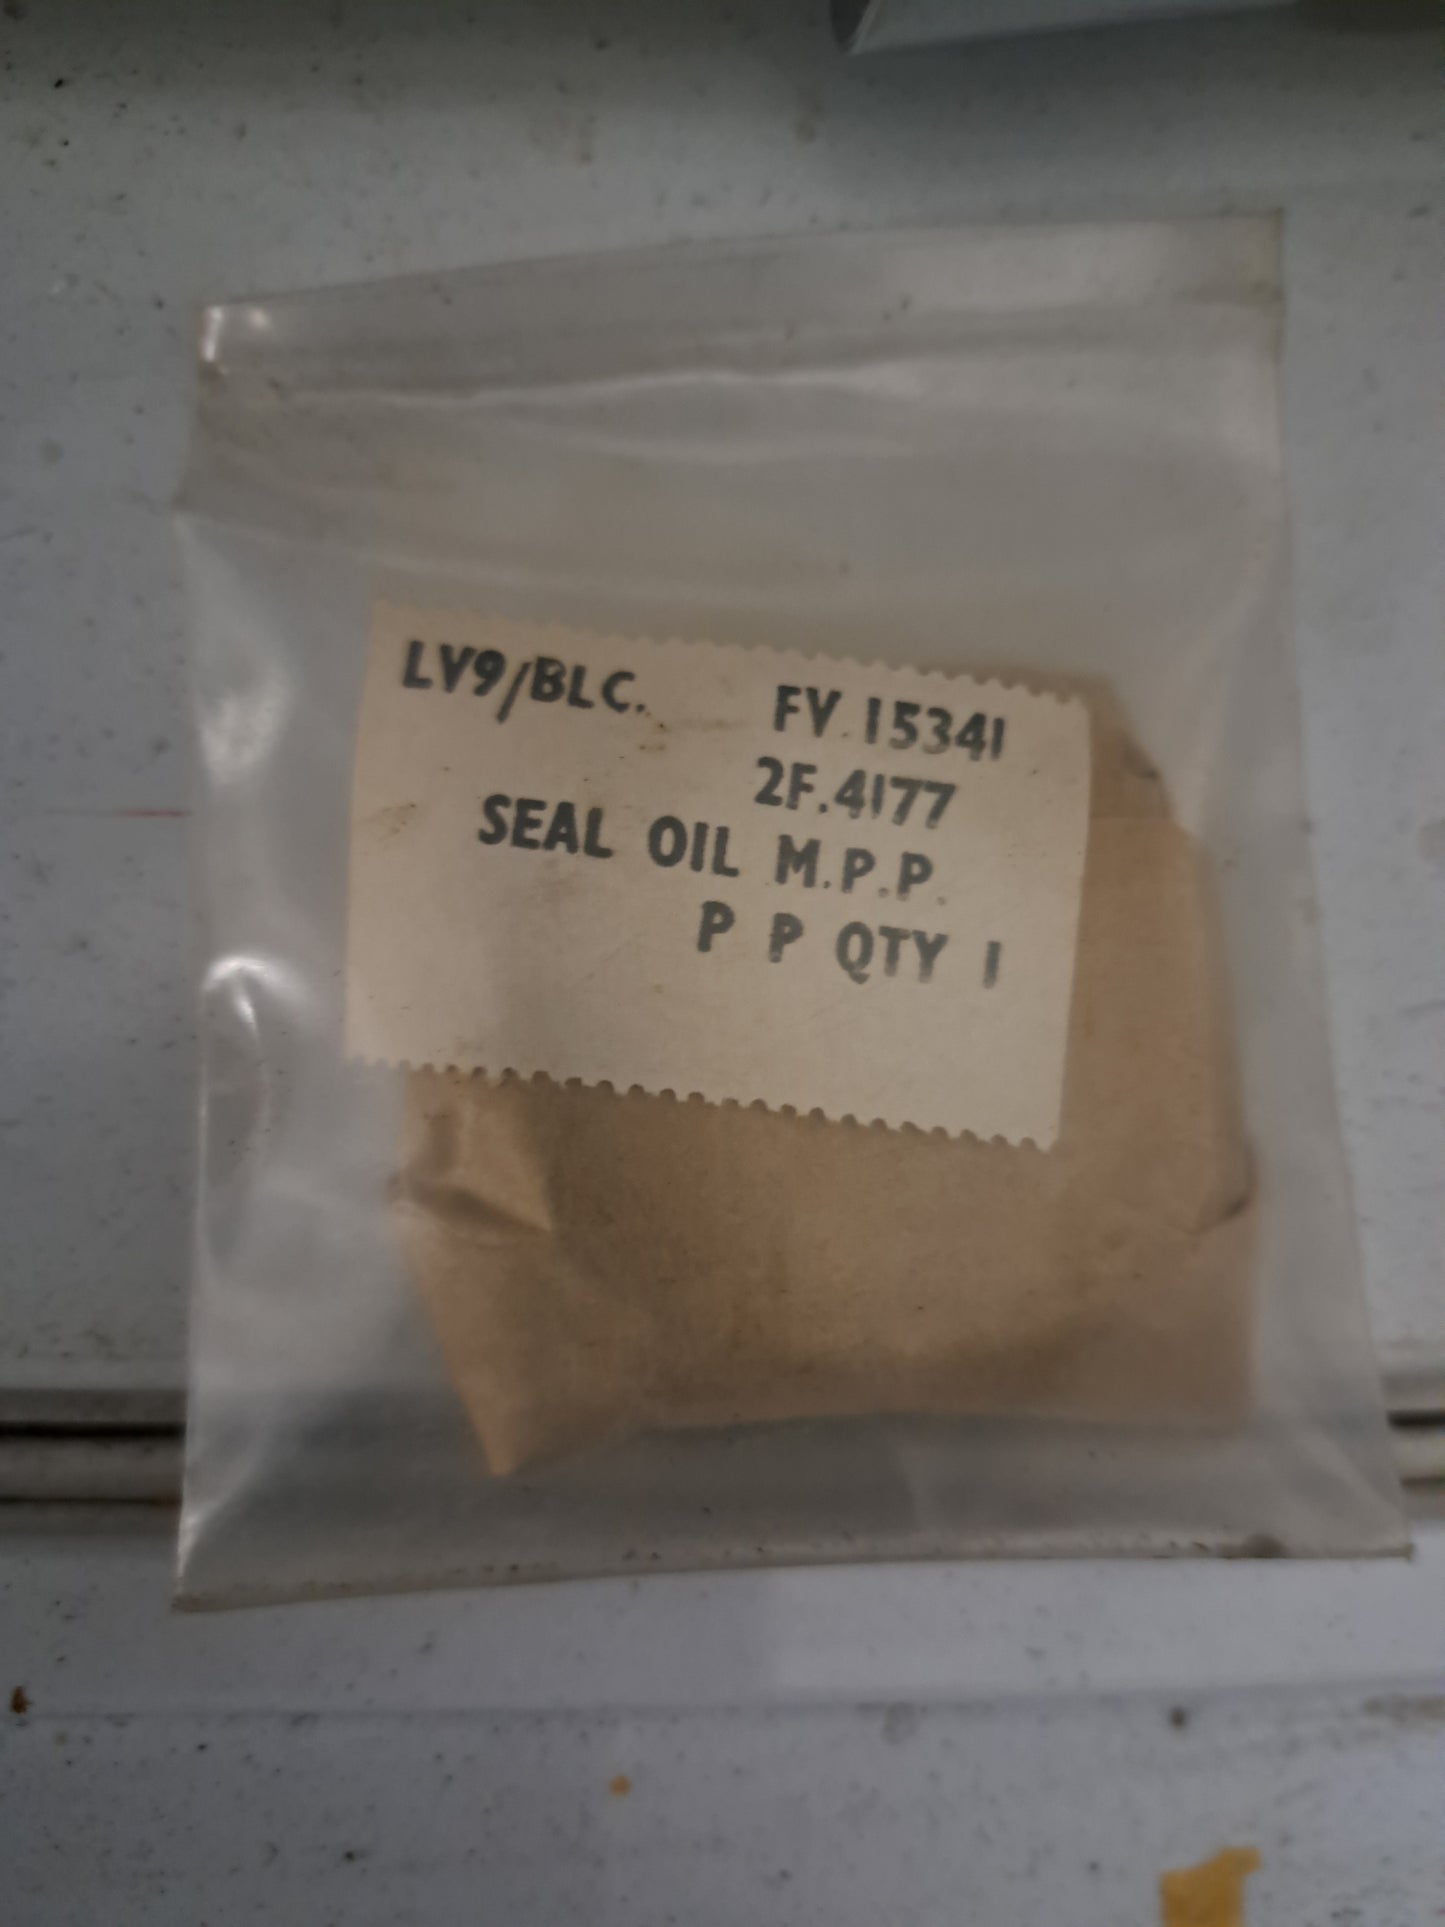 LV9/BLC. FV.15341
2F.4177
SEAL OIL M.P.P.
P P QTY 1